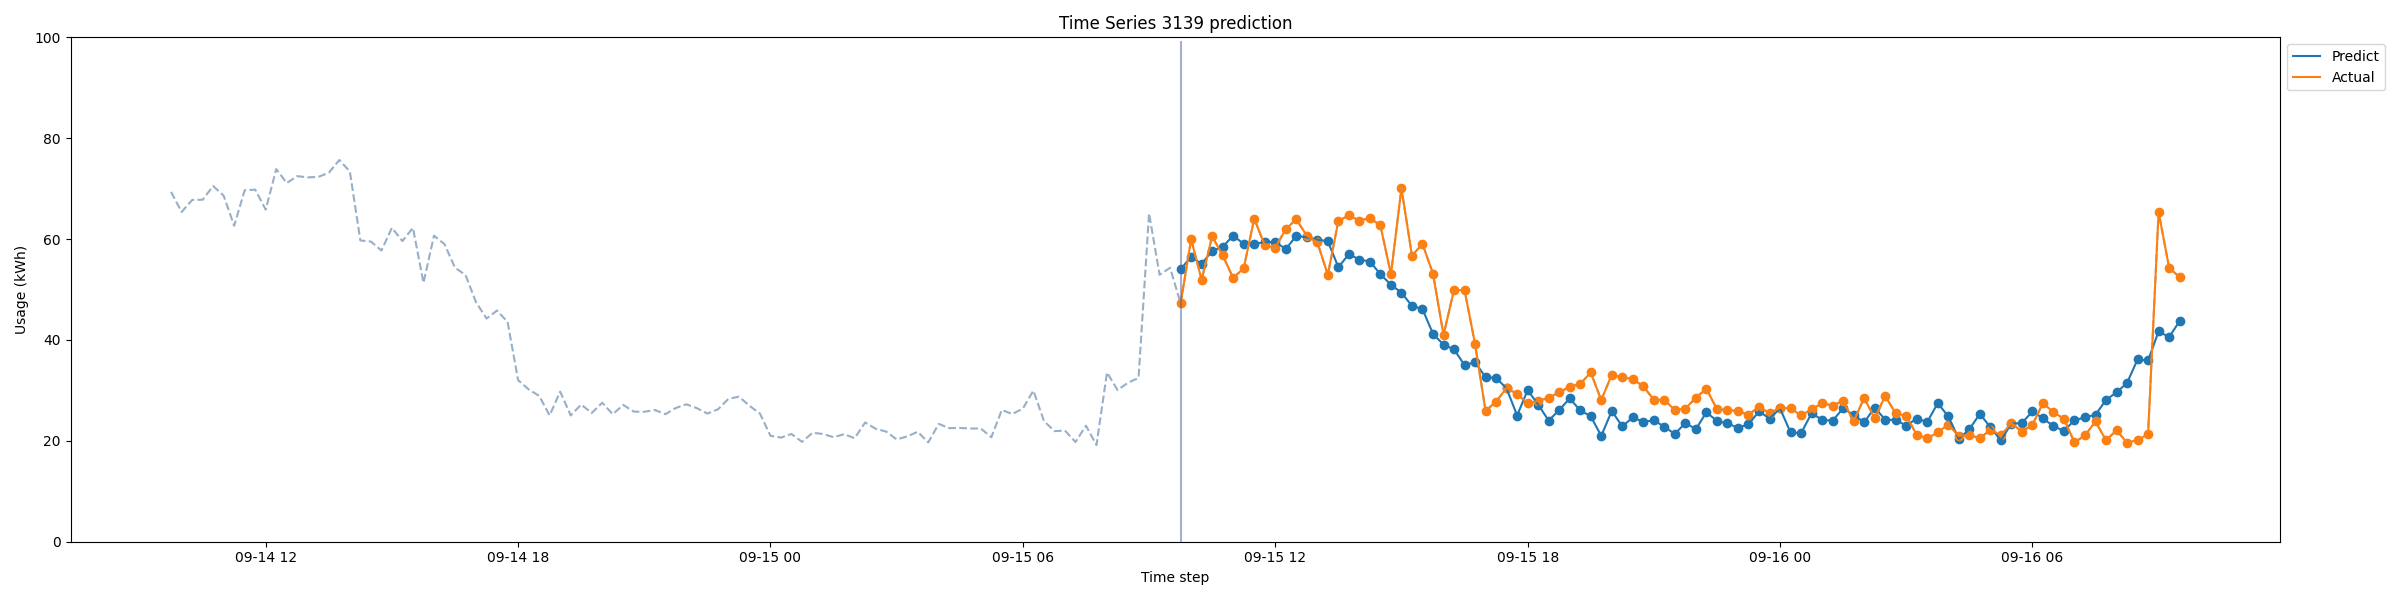 Time Series 3139 prediction
100
80
60
40
20
0
Usage (kWh)
Predict
Actual
09-14 12
09-14 18
09-15 00
09-15 06
09-15 12
09-15 18
09-16 00
09-16 06
Time step